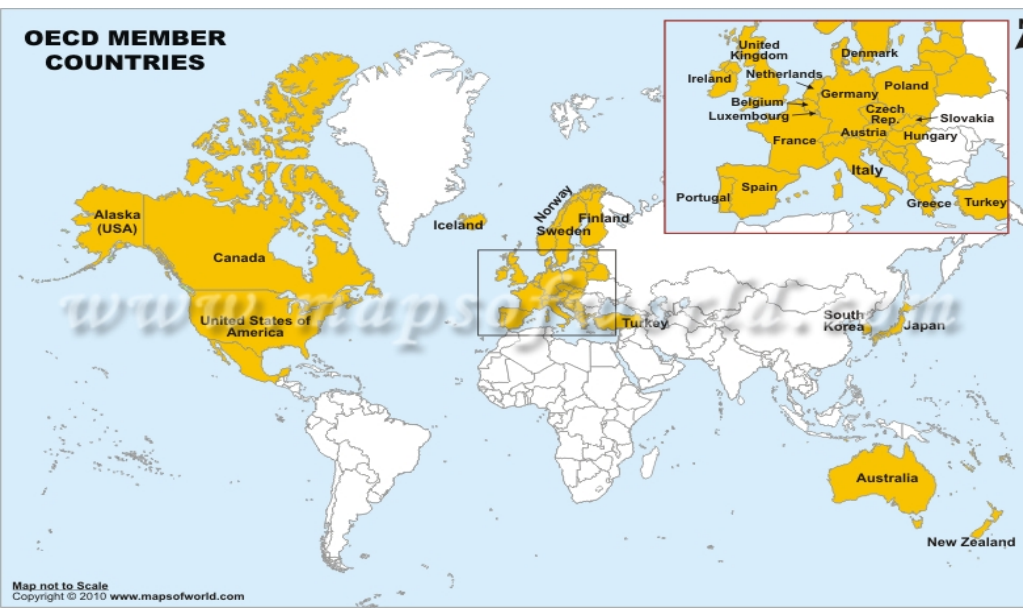 OECD MEMBER
COUNTRIES
United
Kingdom
Denmark
Ireland
Netherlands
Germany
Poland
Belgium
Luxembourg
Czech
Rep.
Slovakia
France
Austria
Hungary
Italy
Portugal
Spain
Greece
Turkey
Alaska
(USA)
Canada
United States of
America
Iceland
Norway
Sweden
Finland
Turkey
South
Korea
Japan
www.mapsofworld.com
Australia
New Zealand
Map not to Scale
Copyright © 2010 www.mapsofworld.com